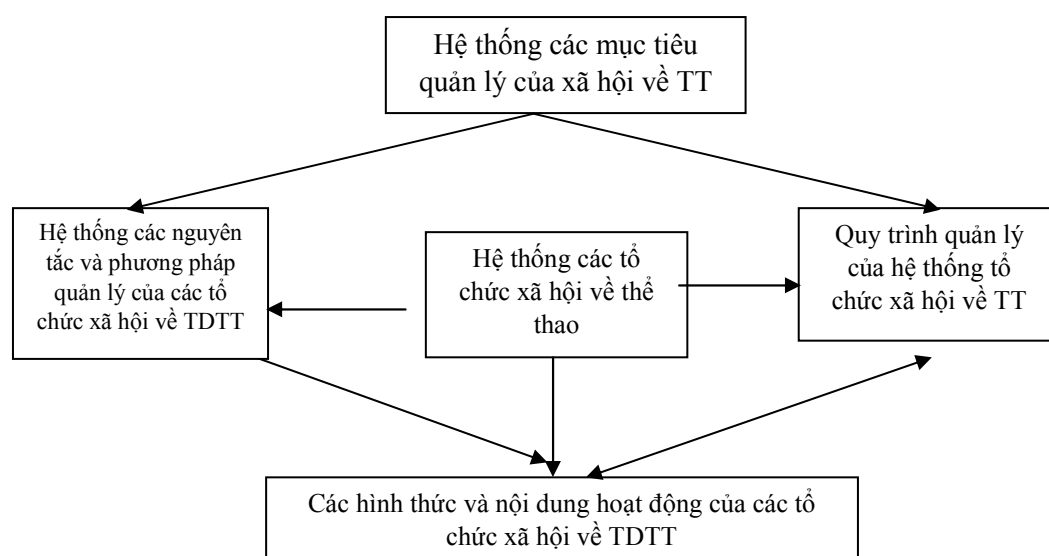 Hệ thống các mục tiêu
quản lý của xã hội về TT
Hệ thống các nguyên
tắc và phương pháp
quản lý của các tổ
chức xã hội về TDTT
Hệ thống các tổ
chức xã hội về thể
thao
Quy trình quản lý
của hệ thống tổ
chức xã hội về TT
Các hình thức và nội dung hoạt động của các tổ
chức xã hội về TDTT